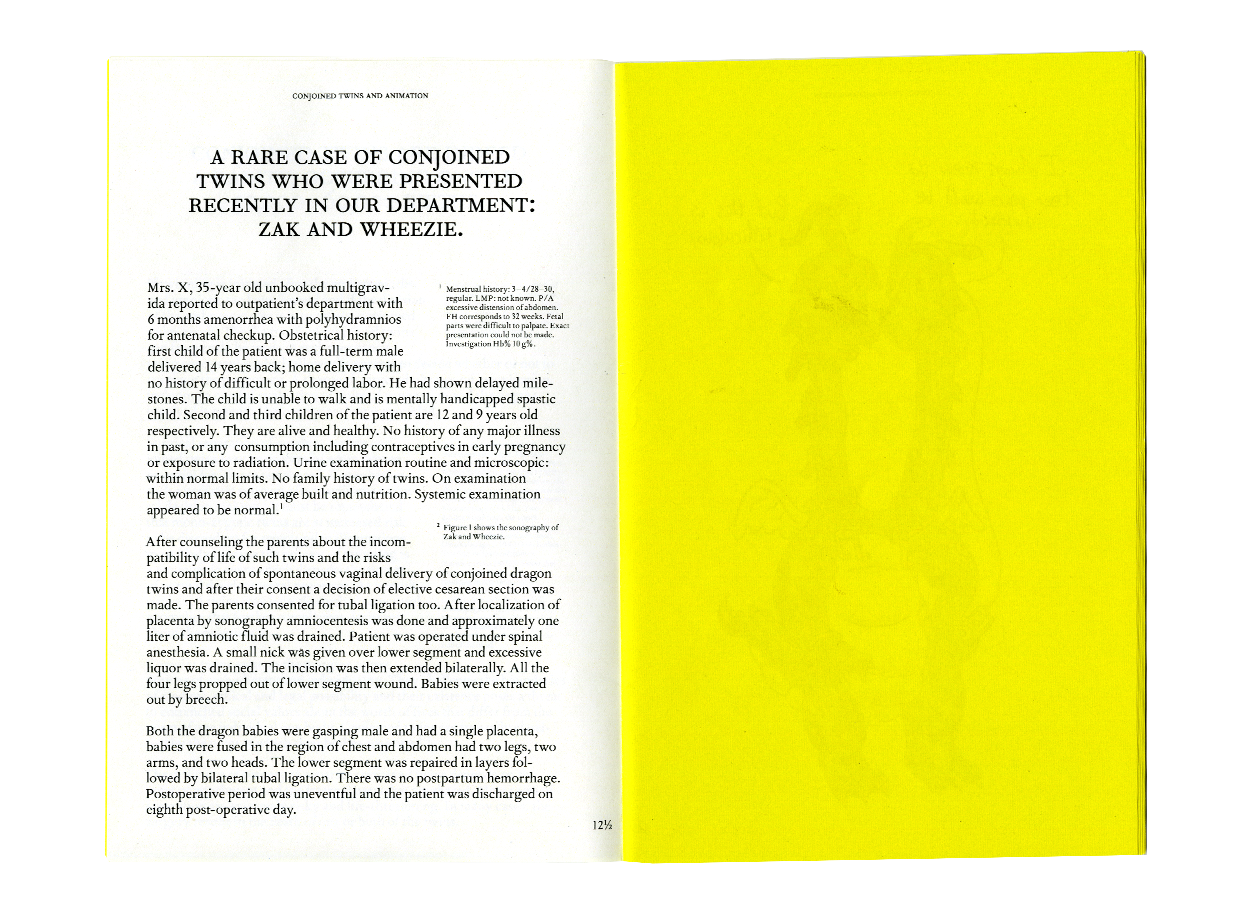 CONJOINED TWINS AND ANIMATION
A RARE CASE OF CONJOINED
TWINS WHO WERE PRESENTED
RECENTLY IN OUR DEPARTMENT:
ZAK AND WHEEZIE.
Mrs. X, 35-year old unbooked multigrav-
ida reported to outpatient's department with
6 months amenorrhea with polyhydramnios
for antenatal checkup. Obstetrical history:
first child of the patient was a full-term male
delivered 14 years back; home delivery with
no history of difficult or prolonged labor. He had shown delayed mile-
stones. The child is unable to walk and is mentally handicapped spastic
child. Second and third children of the patient are 12 and 9 years old
respectively. They are alive and healthy. No history of any major illness
in past, or any consumption including contraceptives in early pregnancy
or exposure to radiation. Urine examination routine and microscopic:
within normal limits. No family history of twins. On examination
the woman was of average built and nutrition. Systemic examination
appeared to be normal.¹
¹ Menstrual history: 3-4/28-30,
regular. LMP: not known. P/A
excessive distension of abdomen.
FH corresponds to 32 weeks. Fetal
parts were difficult to palpate. Exact
presentation could not be made.
Investigation Hb% 10 g%.
After counseling the parents about the incom-
patibility of life of such twins and the risks
and complication of spontaneous vaginal delivery of conjoined dragon
twins and after their consent a decision of elective cesarean section was
made. The parents consented for tubal ligation too. After localization of
placenta by sonography amniocentesis was done and approximately one
liter of amniotic fluid was drained. Patient was operated under spinal
anesthesia. A small nick was given over lower segment and excessive
liquor was drained. The incision was then extended bilaterally. All the
four legs propped out of lower segment wound. Babies were extracted
out by breech.
² Figure 1 shows the sonography of
Zak and Wheezie.
Both the dragon babies were gasping male and had a single placenta,
babies were fused in the region of chest and abdomen had two legs, two
arms, and two heads. The lower segment was repaired in layers fol-
lowed by bilateral tubal ligation. There was no postpartum hemorrhage.
Postoperative period was uneventful and the patient was discharged on
eighth post-operative day.
12½